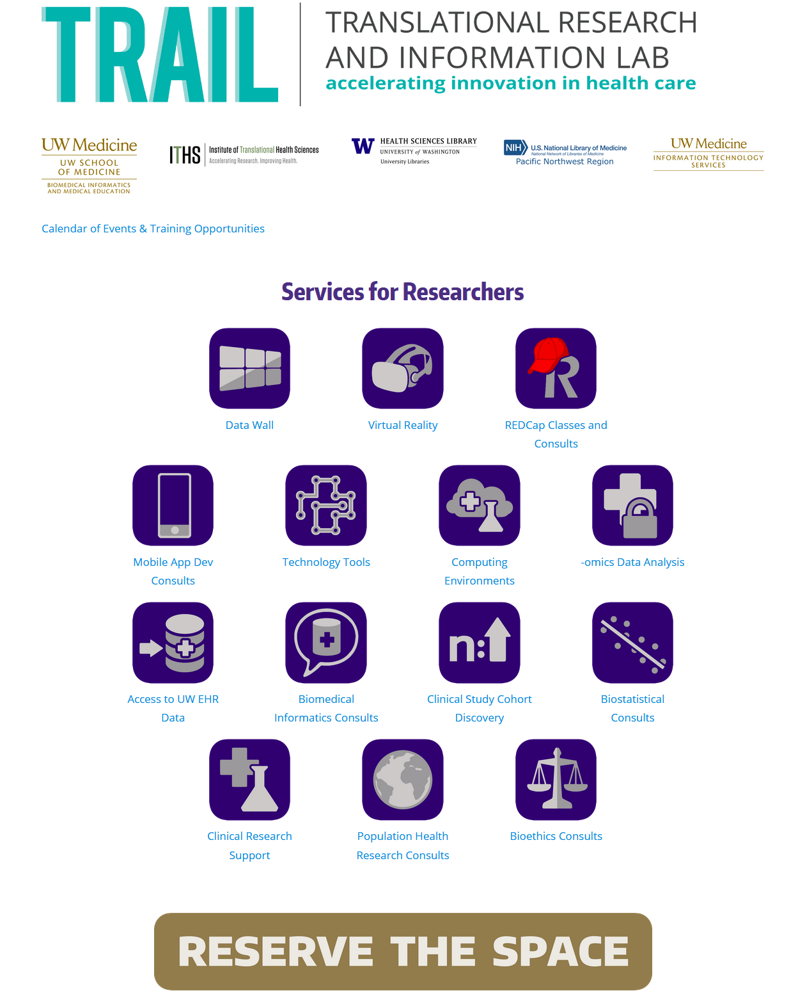 TRAIL
TRANSLATIONAL RESEARCH
AND INFORMATION LAB
accelerating innovation in health care
UW Medicine
UW SCHOOL
OF MEDICINE
BIOMEDICAL INFORMATICS
AND MEDICAL EDUCATION
ITHS
Institute of Translational Health Sciences
Accelerating Research. Improving Health.
W
HEALTH SCIENCES LIBRARY
UNIVERSITY of WASHINGTON
University Libraries
NIH
U.S. National Library of Medicine
National Network of Libraries of Medicine
Pacific Northwest Region
UW Medicine
INFORMATION TECHNOLOGY
SERVICES
Calendar of Events & Training Opportunities
Services for Researchers
R
Data Wall
Virtual Reality
REDCap Classes and
Consults
Mobile App Dev
Consults
Technology Tools
Computing
Environments
-omics Data Analysis
n:
Access to UW EHR
Data
Biomedical
Informatics Consults
Clinical Study Cohort
Discovery
Biostatistical
Consults
Clinical Research
Support
Population Health
Research Consults
Bioethics Consults
RESERVE THE SPACE